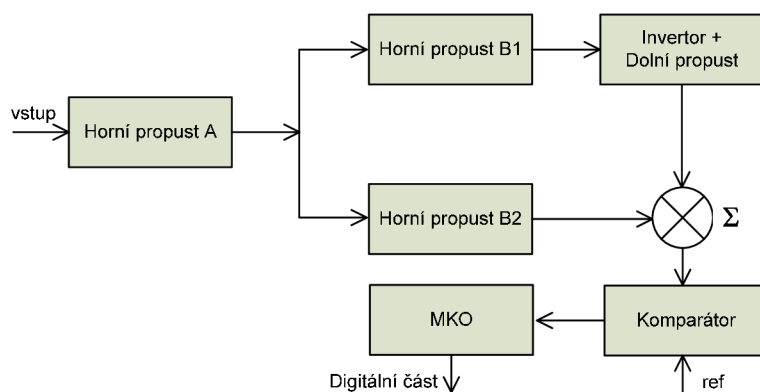 Horní propust B1
Invertor +
Dolní propust
vstup
Horní propust A
Horní propust B2
Σ
MKO
Komparátor
Digitální část
ref